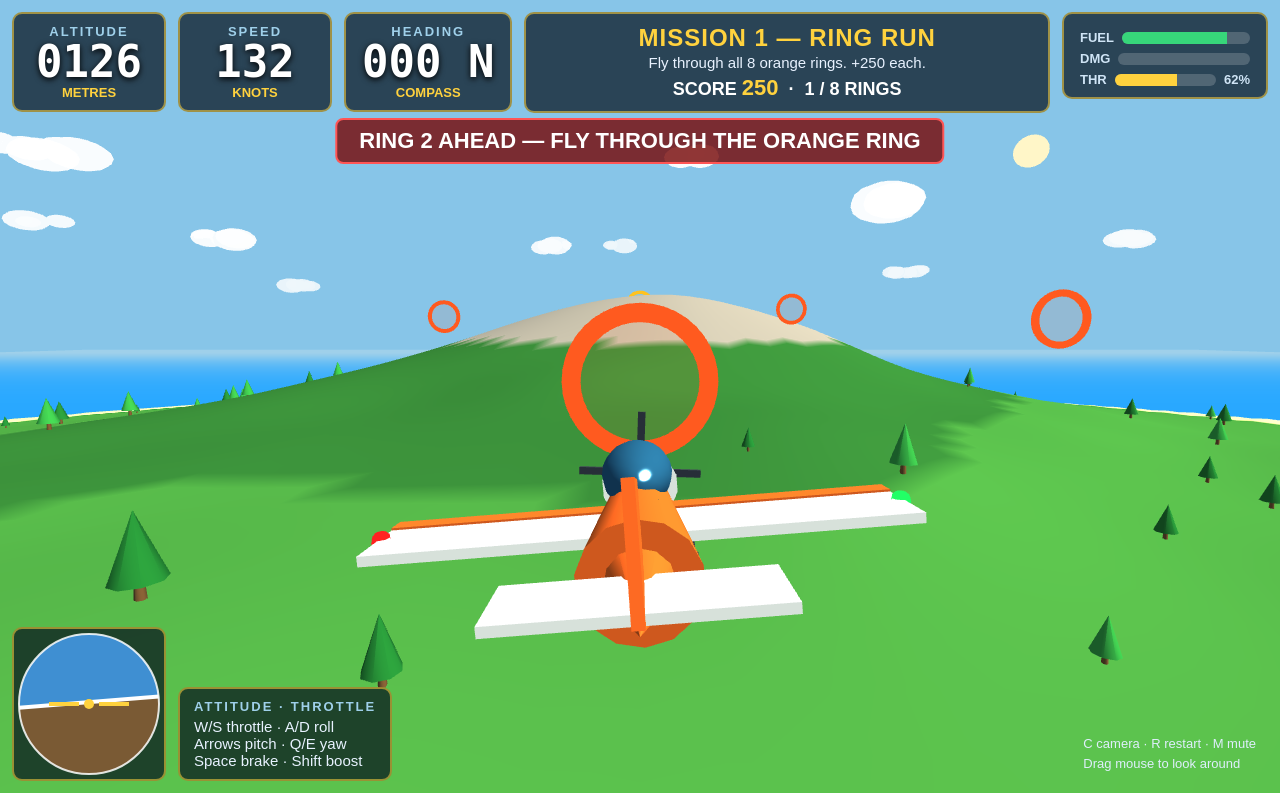 ALTITUDE
0126
METRES
SPEED
132
KNOTS
HEADING
000 N
COMPASS
MISSION 1 — RING RUN
Fly through all 8 orange rings. +250 each.
SCORE 250 · 1 / 8 RINGS
FUEL
DMG
THR 62%
RING 2 AHEAD — FLY THROUGH THE ORANGE RING
ATTITUDE · THROTTLE
W/S throttle · A/D roll
Arrows pitch · Q/E yaw
Space brake · Shift boost
C camera · R restart · M mute
Drag mouse to look around